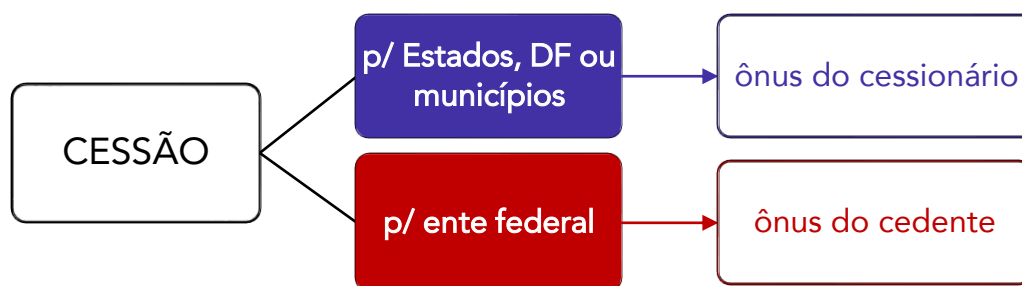 CESSÃO
p/ Estados, DF ou
municípios
ônus do cessionário
p/ ente federal
ônus do cedente